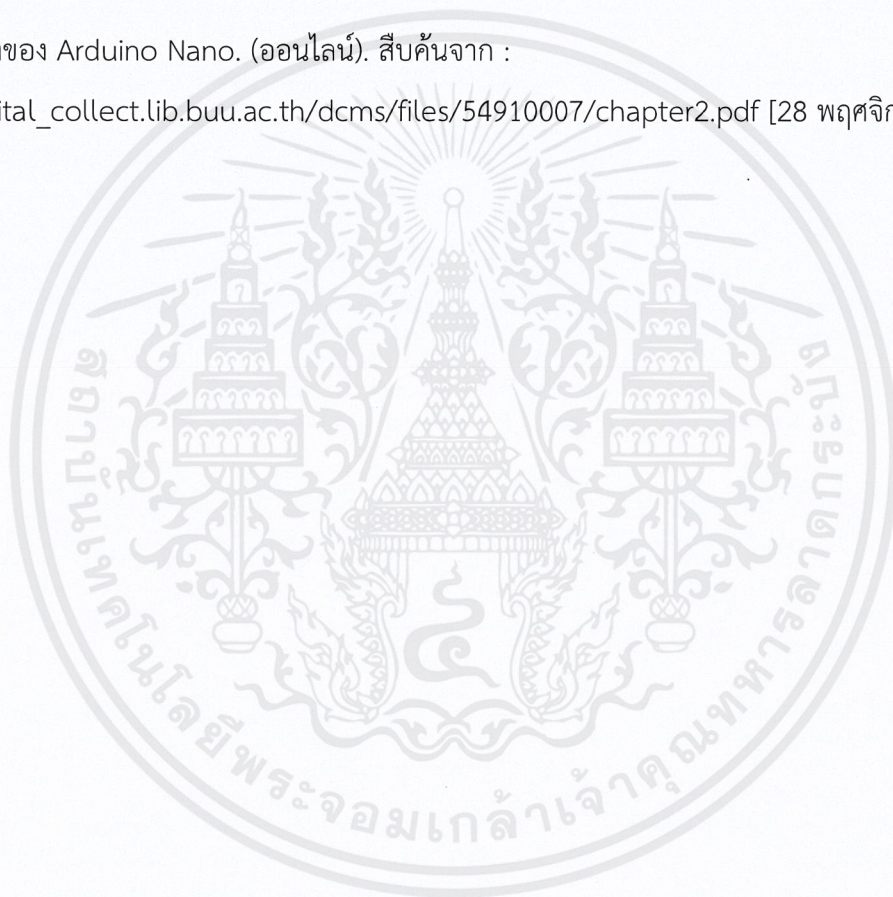 ของ Arduino Nano. (ออนไลน์). สืบค้นจาก :
ital_collect.lib.buu.ac.th/dcms/files/54910007/chapter2.pdf [28 พฤศจิก
สถาบันเทคโนโลยีพระจอมเกล้าเจ้าคุณทหารลาดกระบัง
๔